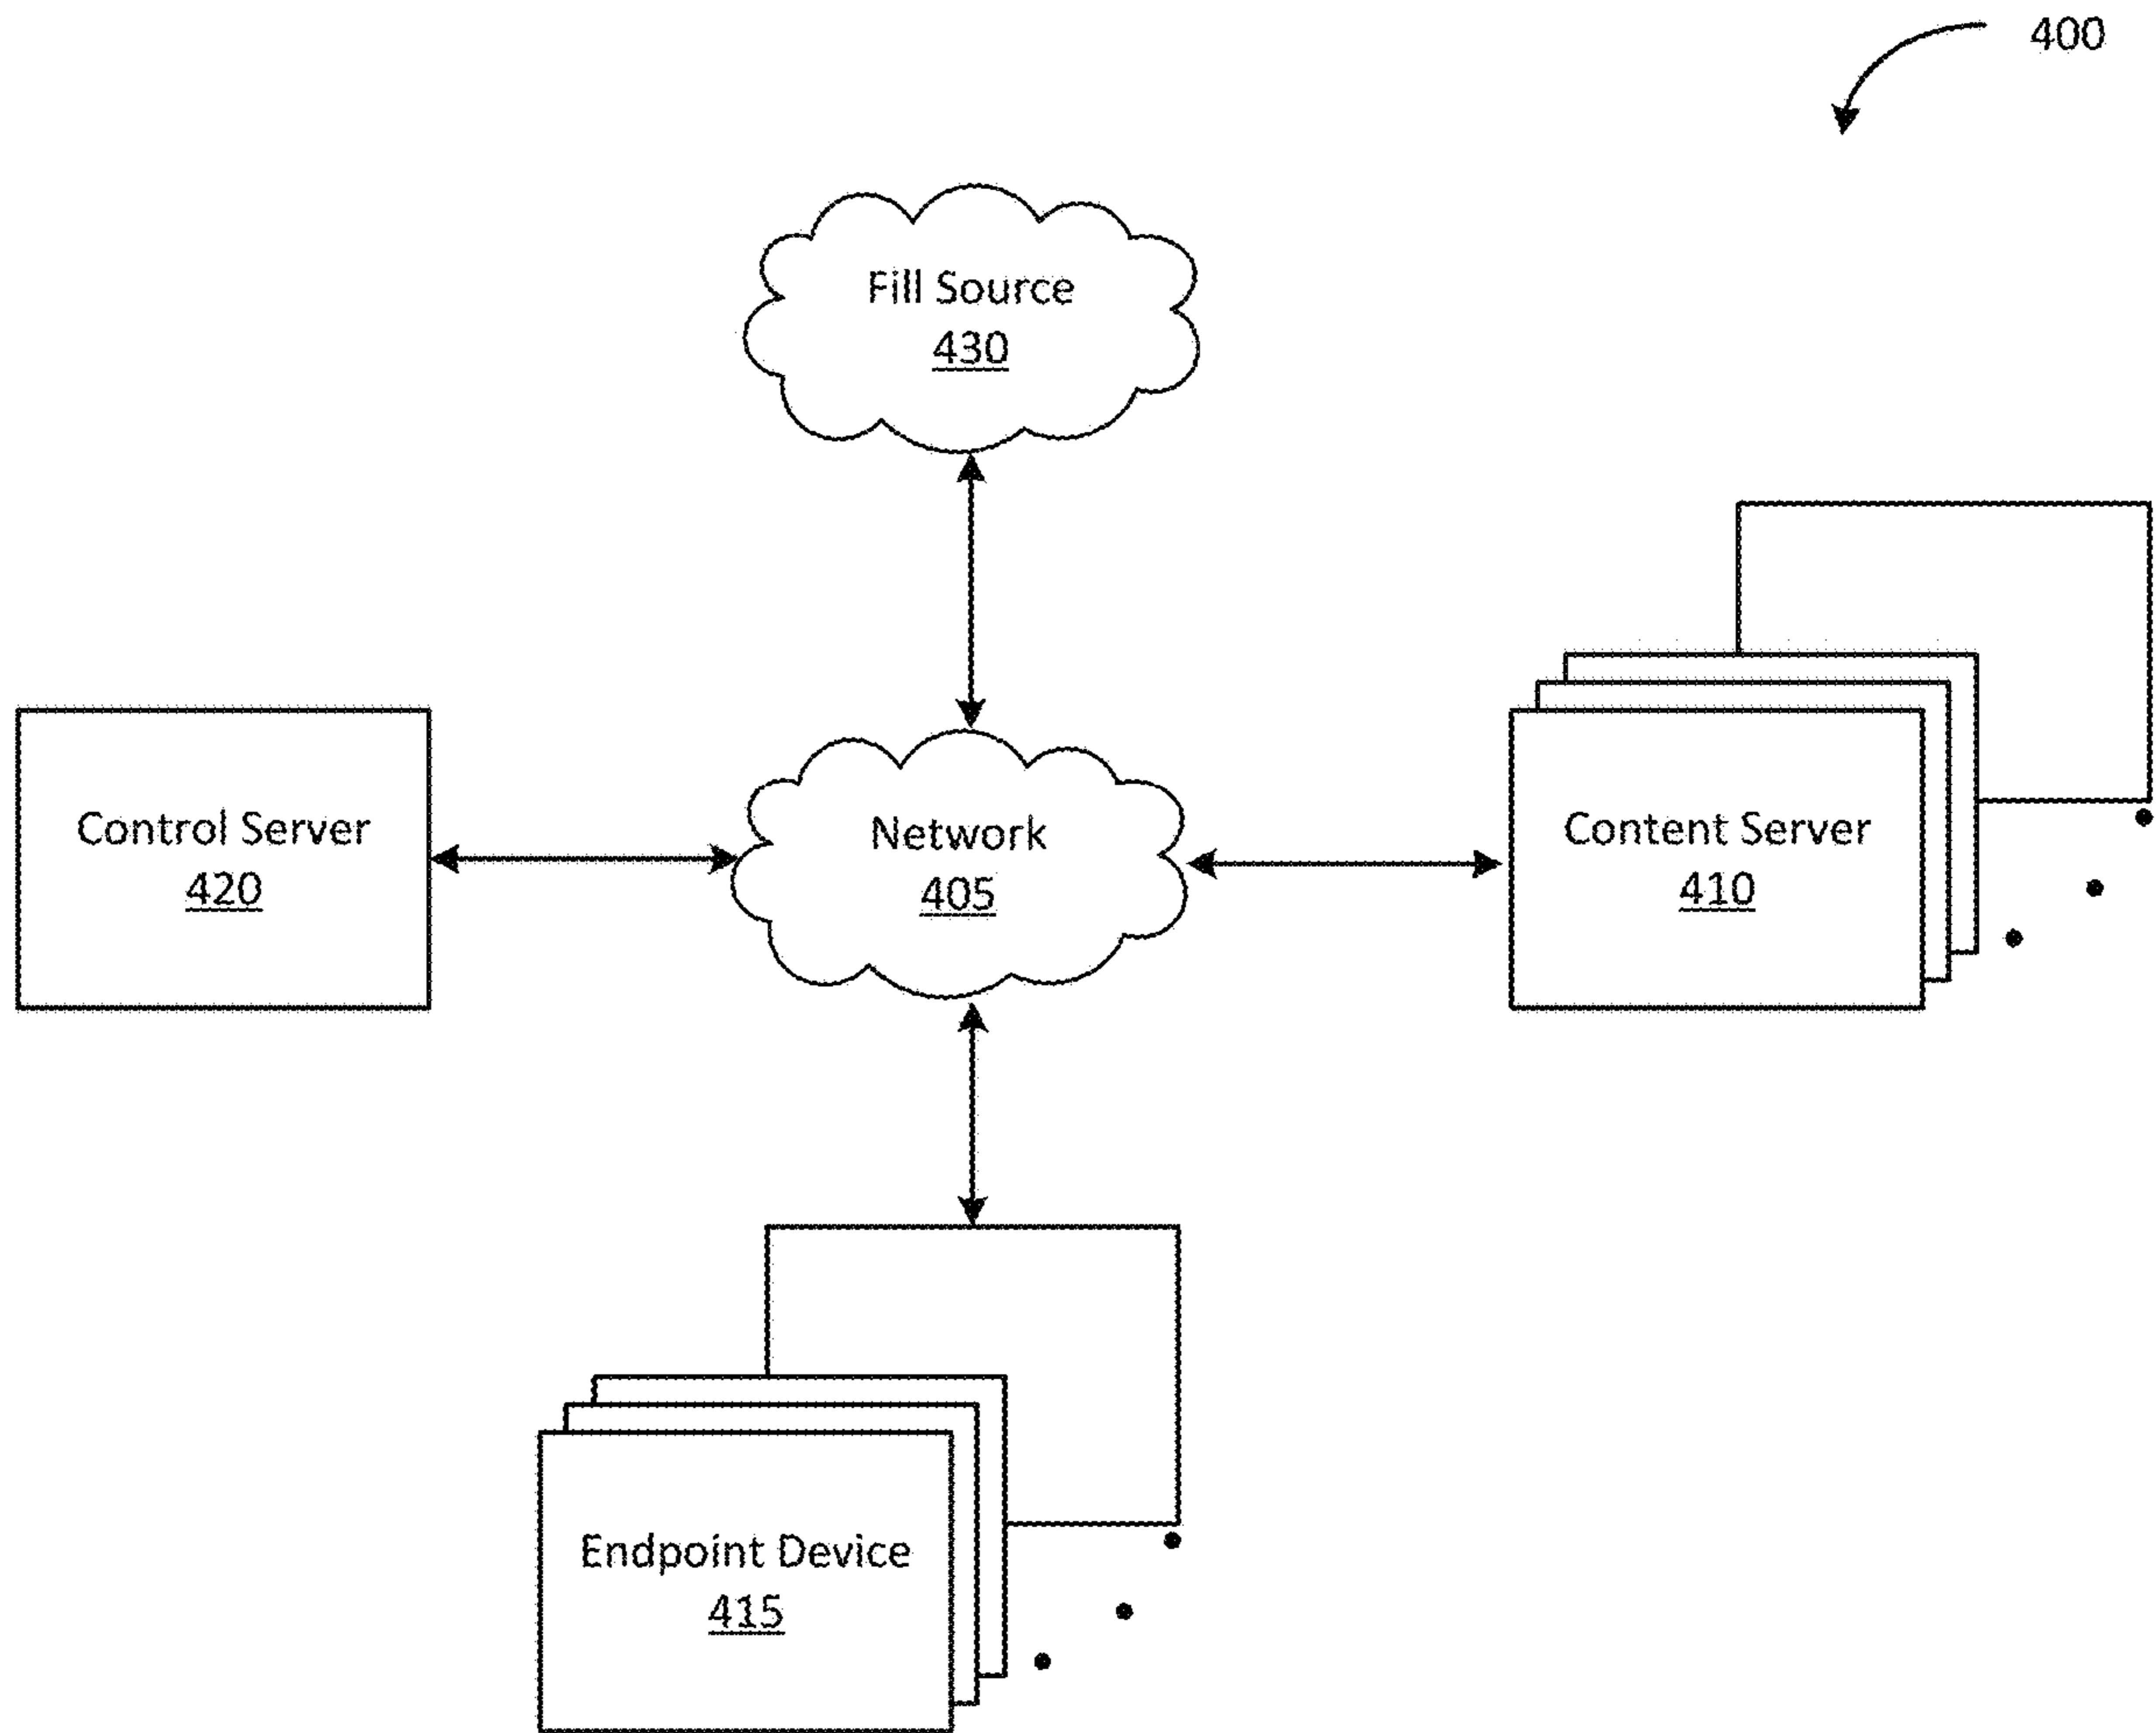 400
Fill Source
430
Control Server
420
Network
405
Content Server
410
Endpoint Device
415